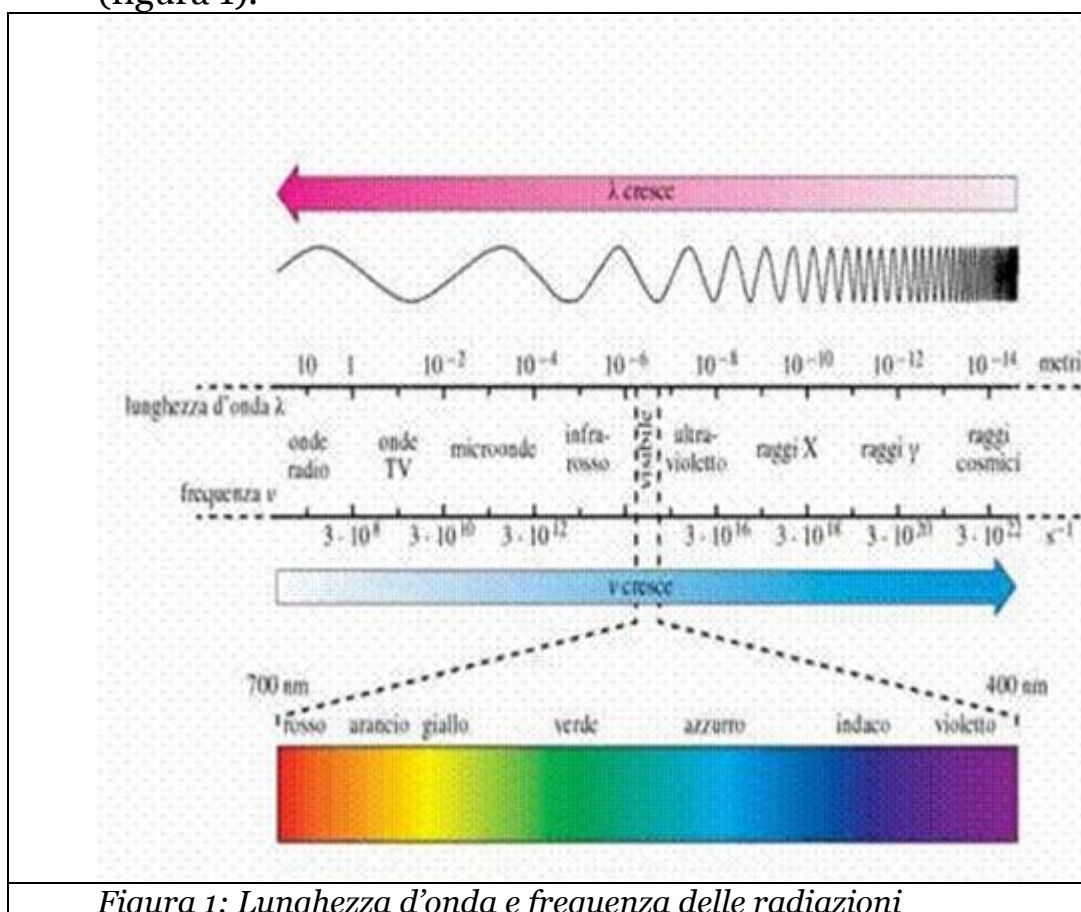 (figura 1).
λ cresce
10 1 10⁻² 10⁻⁴ 10⁻⁶ 10⁻⁸ 10⁻¹⁰ 10⁻¹² 10⁻¹⁴ metri
lunghezza d'onda λ
onde radio
onde TV
microonde
infra-
rosso
visibile
ultra-
violetto
raggi X
raggi γ
raggi
cosmici
frequenza ν
3 · 10⁸ 3 · 10¹⁰ 3 · 10¹² 3 · 10¹⁶ 3 · 10¹⁸ 3 · 10²⁰ 3 · 10²² s⁻¹
ν cresce
700 nm 400 nm
rosso arancio giallo verde azzurro indaco violetto
Figura 1: Lunghezza d'onda e frequenza delle radiazioni